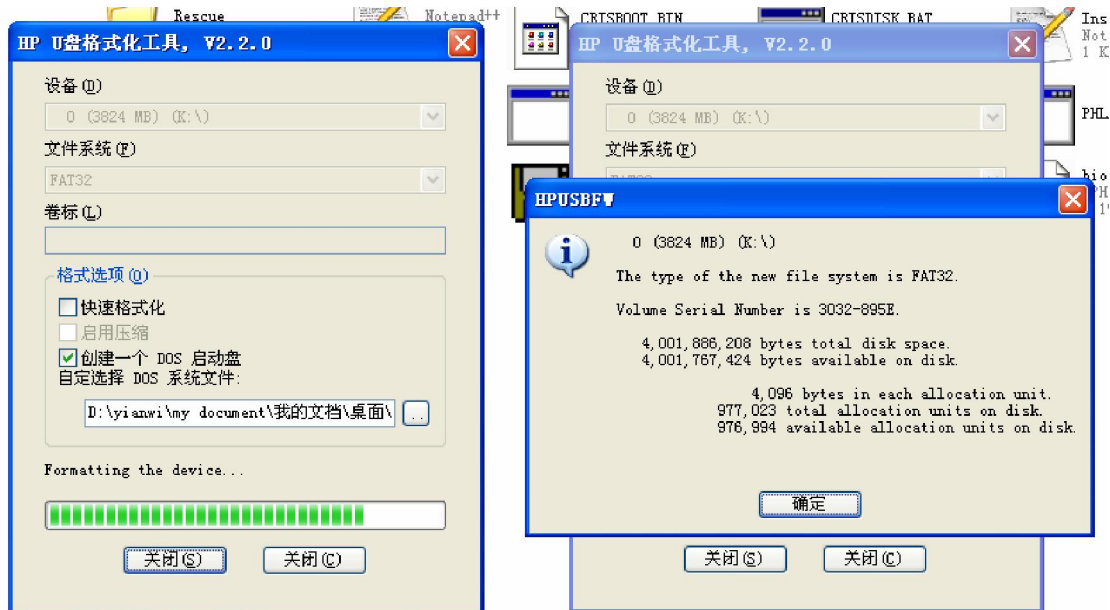 Rescue
Notepad++
CRISBOOT.BIN
CRISDISK.BAT
Ins
Not
1 K
HP U盘格式化工具, V2.2.0
设备(D)
0 (3824 MB) (K:\)
文件系统(F)
FAT32
卷标(L)
格式选项(O)
快速格式化
启用压缩
创建一个 DOS 启动盘
自定选择 DOS 系统文件:
D:\yianwi\my document\我的文档\桌面\
..
Formatting the device...
关闭(S)
关闭(C)
HP U盘格式化工具, V2.2.0
设备(D)
0 (3824 MB) (K:\)
文件系统(F)
PHL
bio
HPUSBFW
0 (3824 MB) (K:\)
The type of the new file system is FAT32.
Volume Serial Number is 3032-895E.
4,001,886,208 bytes total disk space.
4,001,767,424 bytes available on disk.
4,096 bytes in each allocation unit.
977,023 total allocation units on disk.
976,994 available allocation units on disk.
确定
关闭(S)
关闭(C)